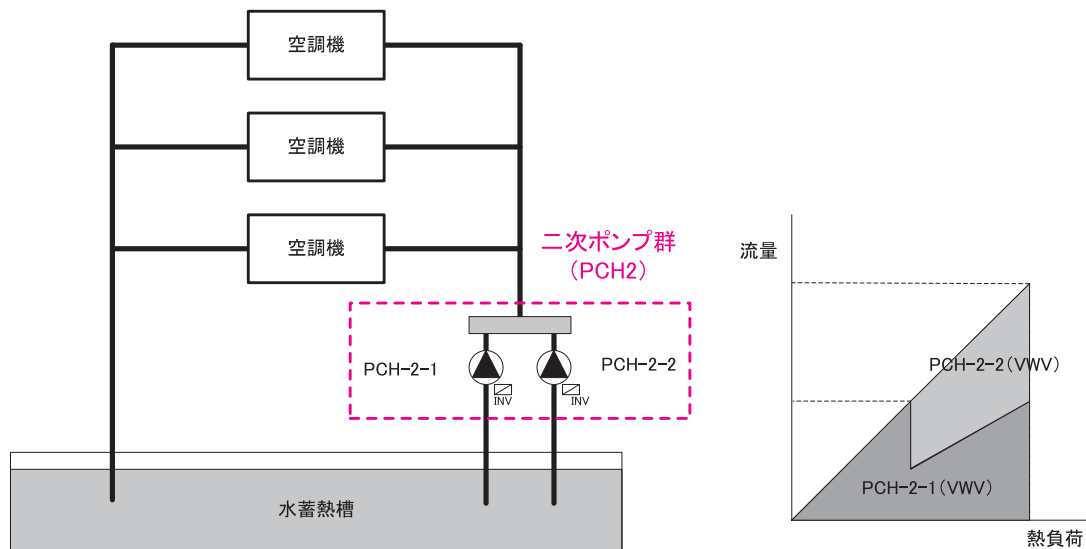 空調機
空調機
空調機
二次ポンプ群
（PCH2）
PCH-2-1
PCH-2-2
INV
INV
水蓄熱槽
流量
PCH-2-2（VWV）
PCH-2-1（VWV）
熱負荷